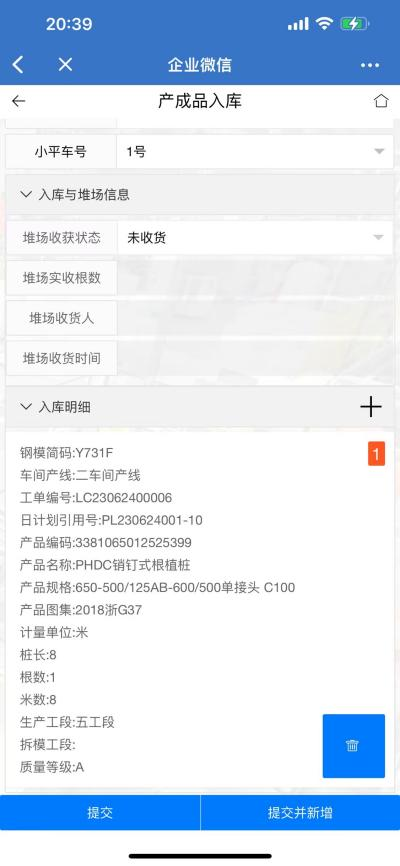 20:39
企业微信
产成品入库
小平车号 1号
入库与堆场信息
堆场收获状态 未收货
堆场实收根数
堆场收货人
堆场收货时间
入库明细
钢模简码:Y731F 1
车间产线:二车间产线
工单编号:LC23062400006
日计划引用号:PL230624001-10
产品编码:3381065012525399
产品名称:PHDC销钉式根植桩
产品规格:650-500/125AB-600/500单接头 C100
产品图集:2018浙G37
计量单位:米
桩长:8
根数:1
米数:8
生产工段:五工段
拆模工段:
质量等级:A
提交 提交并新增